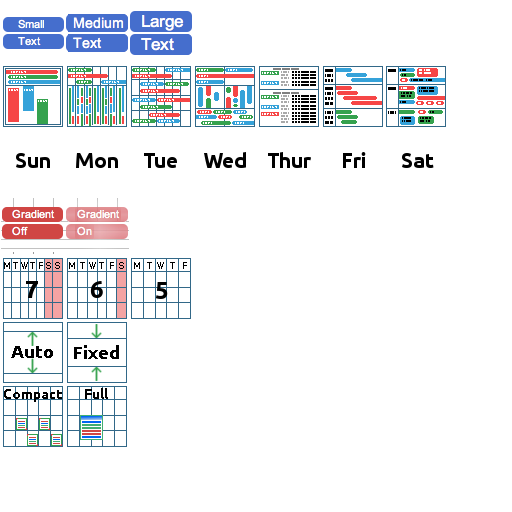 Small Medium Large
Text Text Text
Sun Mon Tue Wed Thur Fri Sat
Gradient Gradient
Off On
M T W T F S S M T W T F S M T W T F
7 6 5
Auto Fixed
Compact Full